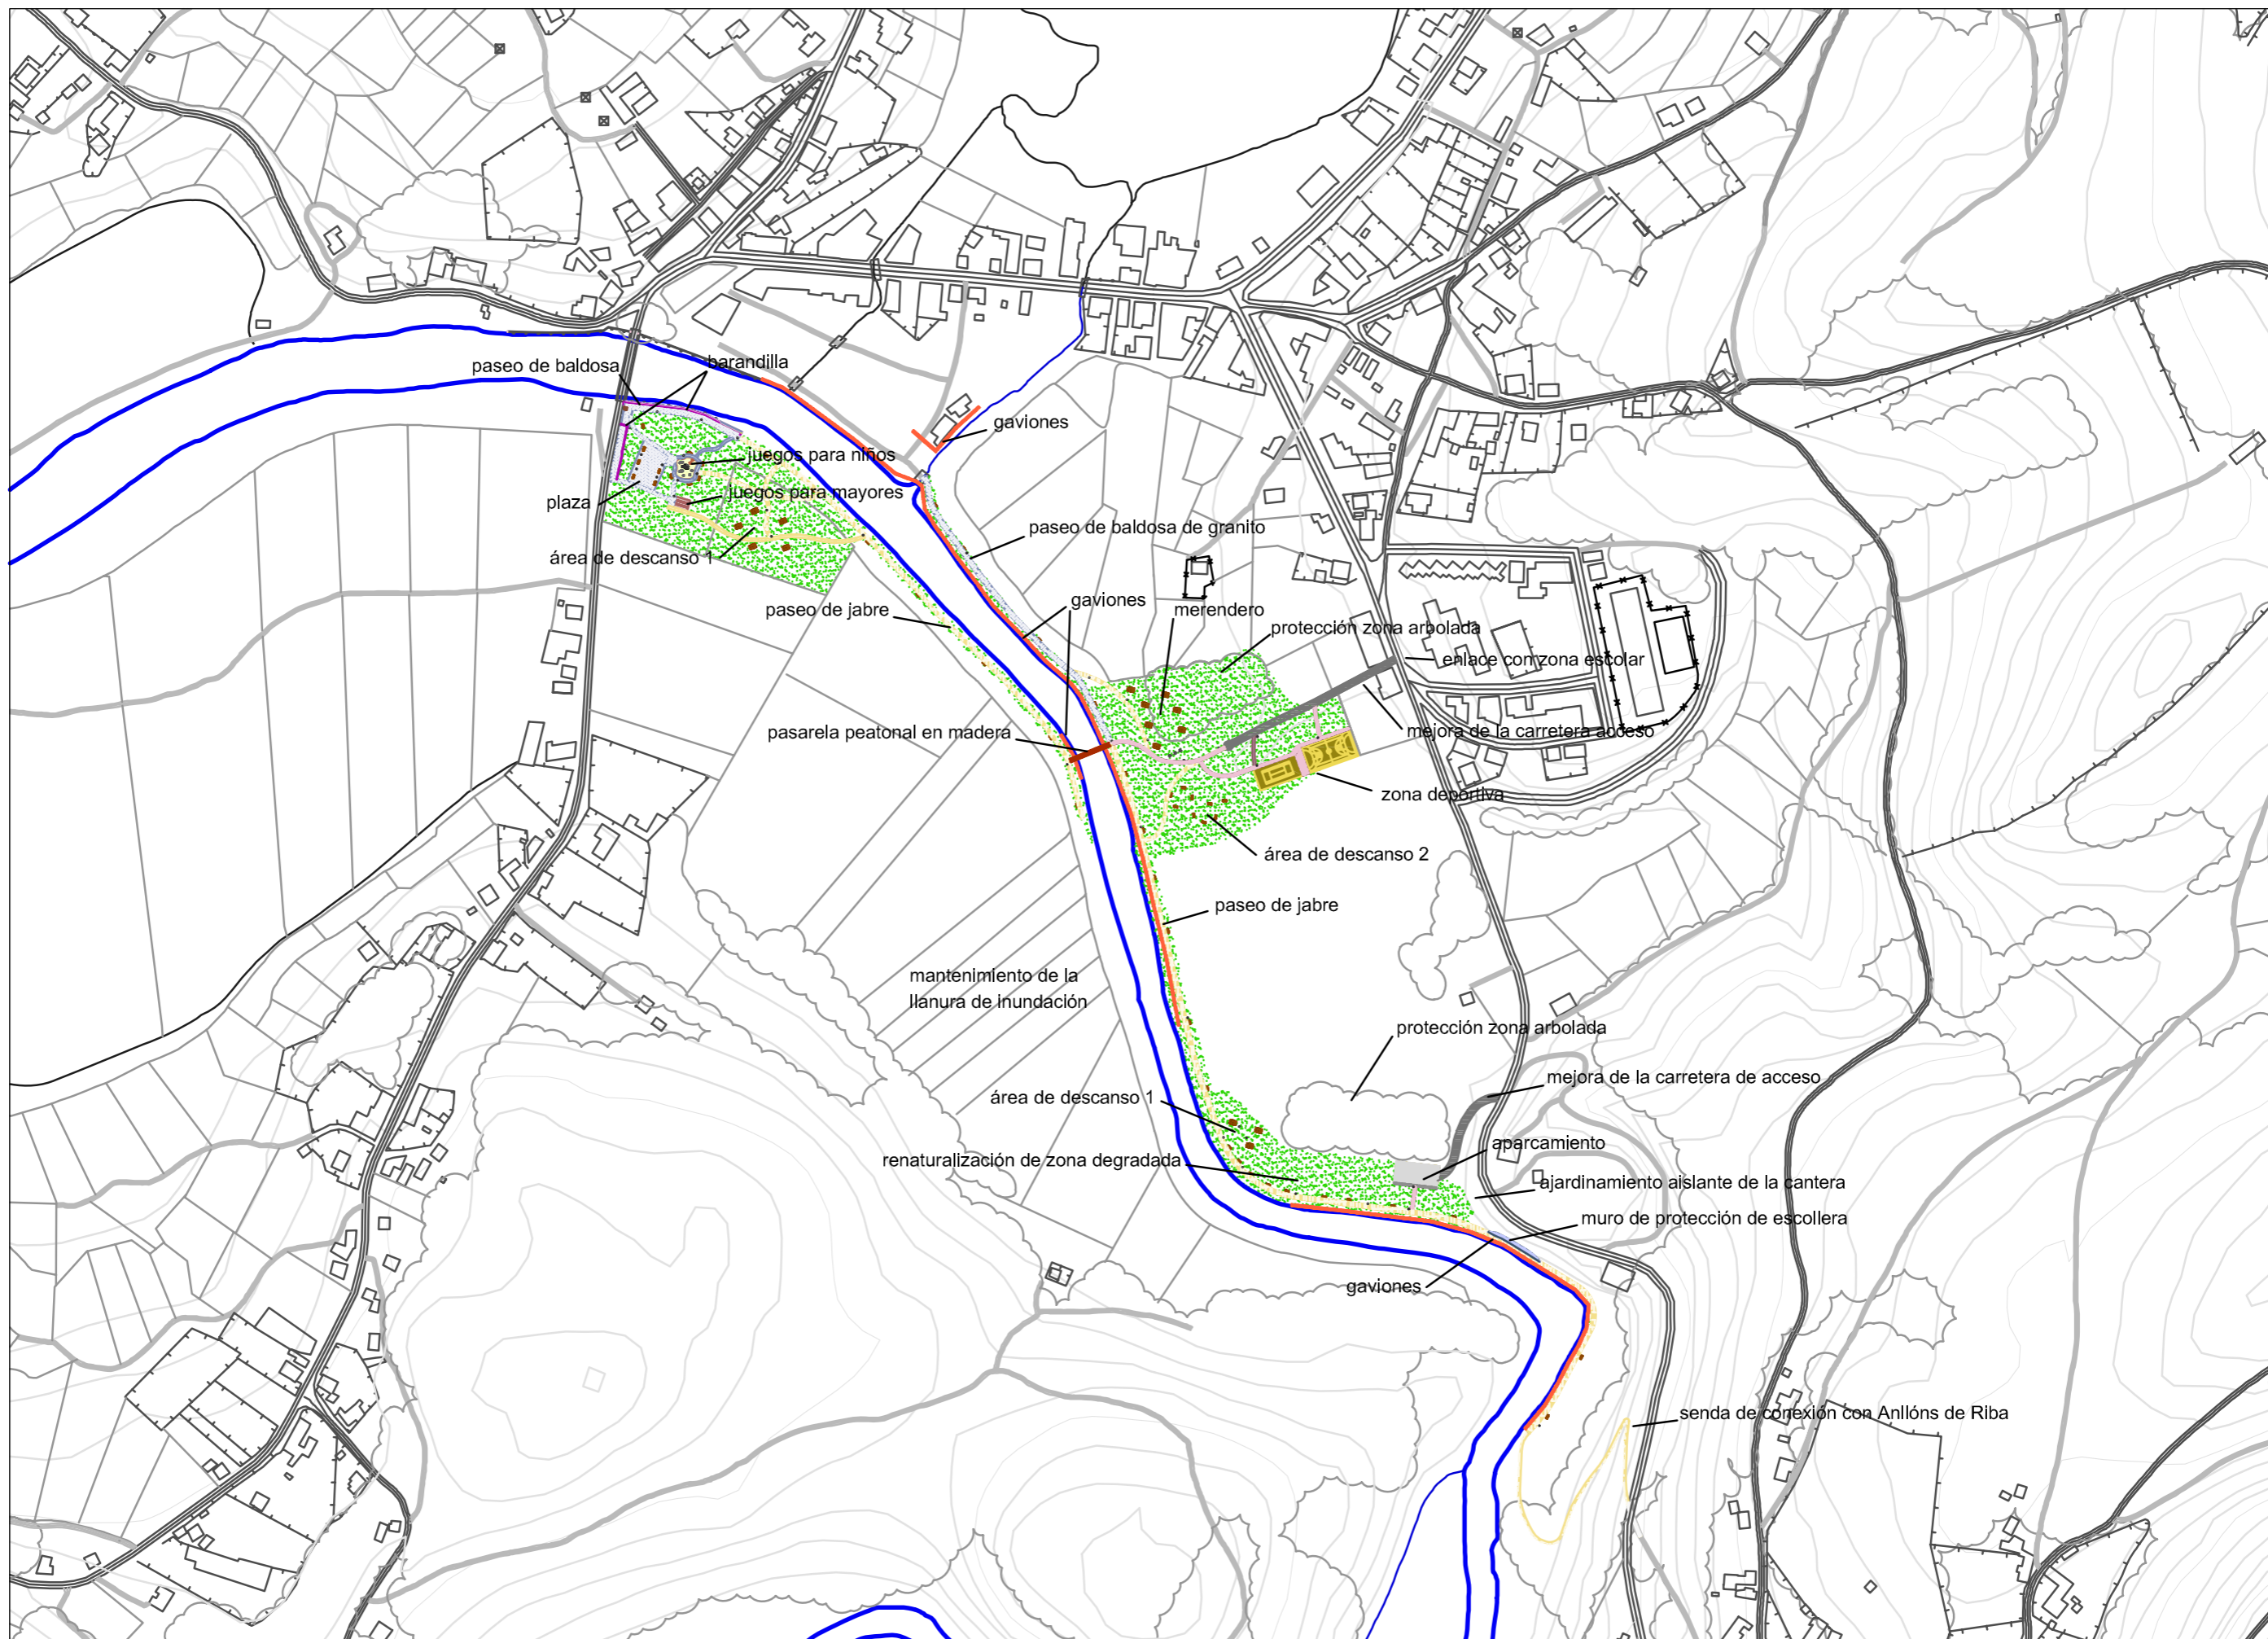 paseo de baldosa
barandilla
gaviones
juegos para niños
juegos para mayores
plaza
paseo de baldosa de granito
área de descanso 1
gaviones
paseo de jabre
merendero
protección zona arbolada
enlace con zona escolar
pasarela peatonal en madera
mejora de la carretera acceso
zona deportiva
área de descanso 2
paseo de jabre
mantenimiento de la
llanura de inundación
protección zona arbolada
mejora de la carretera de acceso
área de descanso 1
aparcamiento
renaturalización de zona degradada
ajardinamiento aislante de la cantera
muro de protección de escollera
gaviones
senda de conexión con Anllóns de Riba